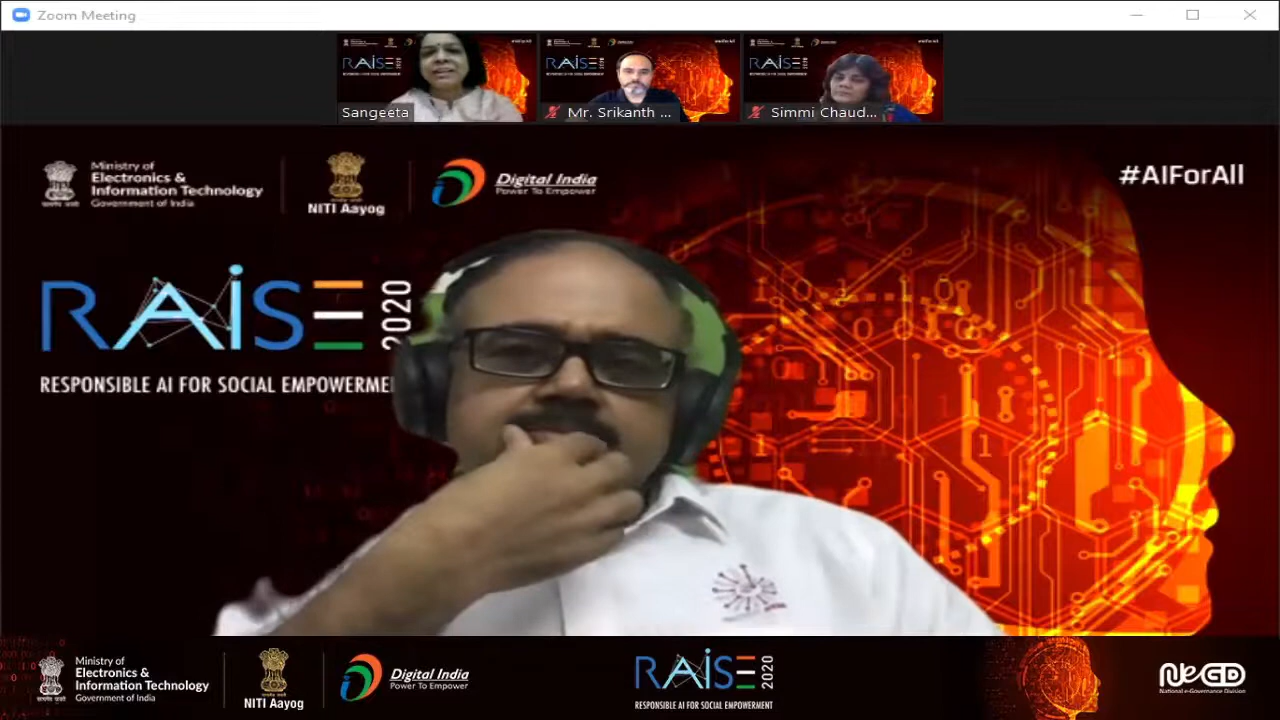 Zoom Meeting
Sangeeta
Mr. Srikanth ...
Simmi Chaud...
Ministry of
Electronics &
Information Technology
Government of India
NITI Aayog
Digital India
Power To Empower
#AIForAll
RAISE 2020
RESPONSIBLE AI FOR SOCIAL EMPOWERME
Ministry of
Electronics &
Information Technology
Government of India
NITI Aayog
Digital India
Power To Empower
RAISE 2020
RESPONSIBLE AI FOR SOCIAL EMPOWERMENT
NeGD
National e-Governance Division